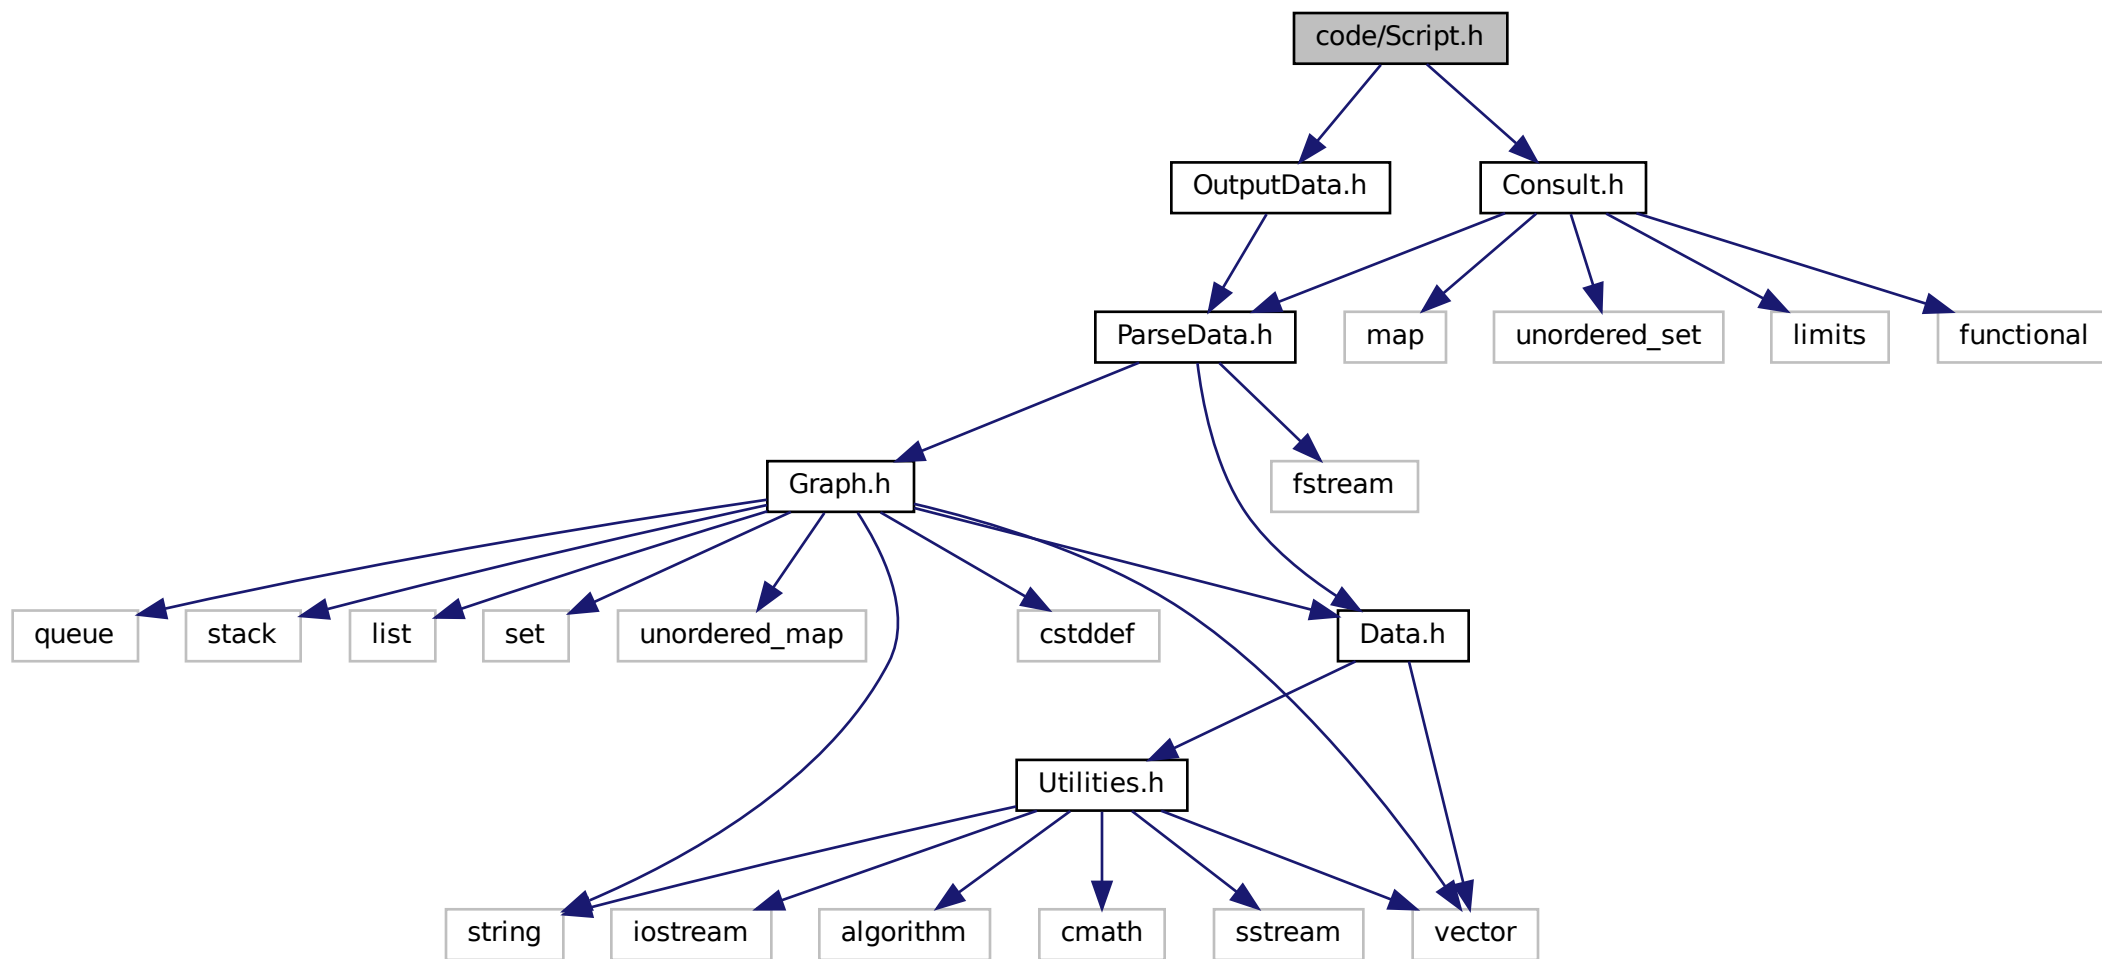 code/Script.h
OutputData.h
Consult.h
ParseData.h
map
unordered_set
limits
functional
Graph.h
fstream
queue
stack
list
set
unordered_map
cstddef
Data.h
Utilities.h
string
iostream
algorithm
cmath
sstream
vector